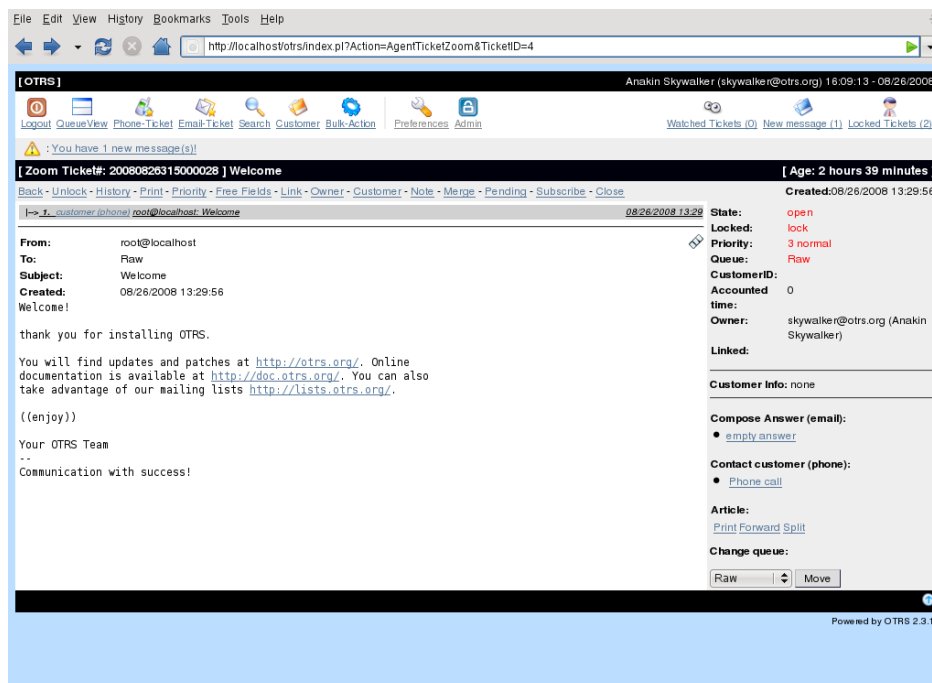 File Edit View History Bookmarks Tools Help
http://localhost/otrs/index.pl?Action=AgentTicketZoom&TicketID=4
[ OTRS ] Anakin Skywalker (skywalker@otrs.org) 16:09:13 - 08/26/2008
Logout QueueView Phone-Ticket Email-Ticket Search Customer Bulk-Action Preferences Admin Watched Tickets (0) New message (1) Locked Tickets (2)
: You have 1 new message(s)!
[ Zoom Ticket#: 20080826315000028 ] Welcome [ Age: 2 hours 39 minutes ]
Back - Unlock - History - Print - Priority - Free Fields - Link - Owner - Customer - Note - Merge - Pending - Subscribe - Close
Created:08/26/2008 13:29:56
|--> 1. customer (phone) root@localhost: Welcome 08/26/2008 13:29
From: root@localhost
To: Raw
Subject: Welcome
Created: 08/26/2008 13:29:56
Welcome!
thank you for installing OTRS.
You will find updates and patches at http://otrs.org/. Online
documentation is available at http://doc.otrs.org/. You can also
take advantage of our mailing lists http://lists.otrs.org/.
((enjoy))
Your OTRS Team
--
Communication with success!
State: open
Locked: lock
Priority: 3 normal
Queue: Raw
CustomerID:
Accounted 0
time:
Owner: skywalker@otrs.org (Anakin
Skywalker)
Linked:
Customer Info: none
Compose Answer (email):
empty answer
Contact customer (phone):
Phone call
Article:
Print Forward Split
Change queue:
Raw Move
Powered by OTRS 2.3.1